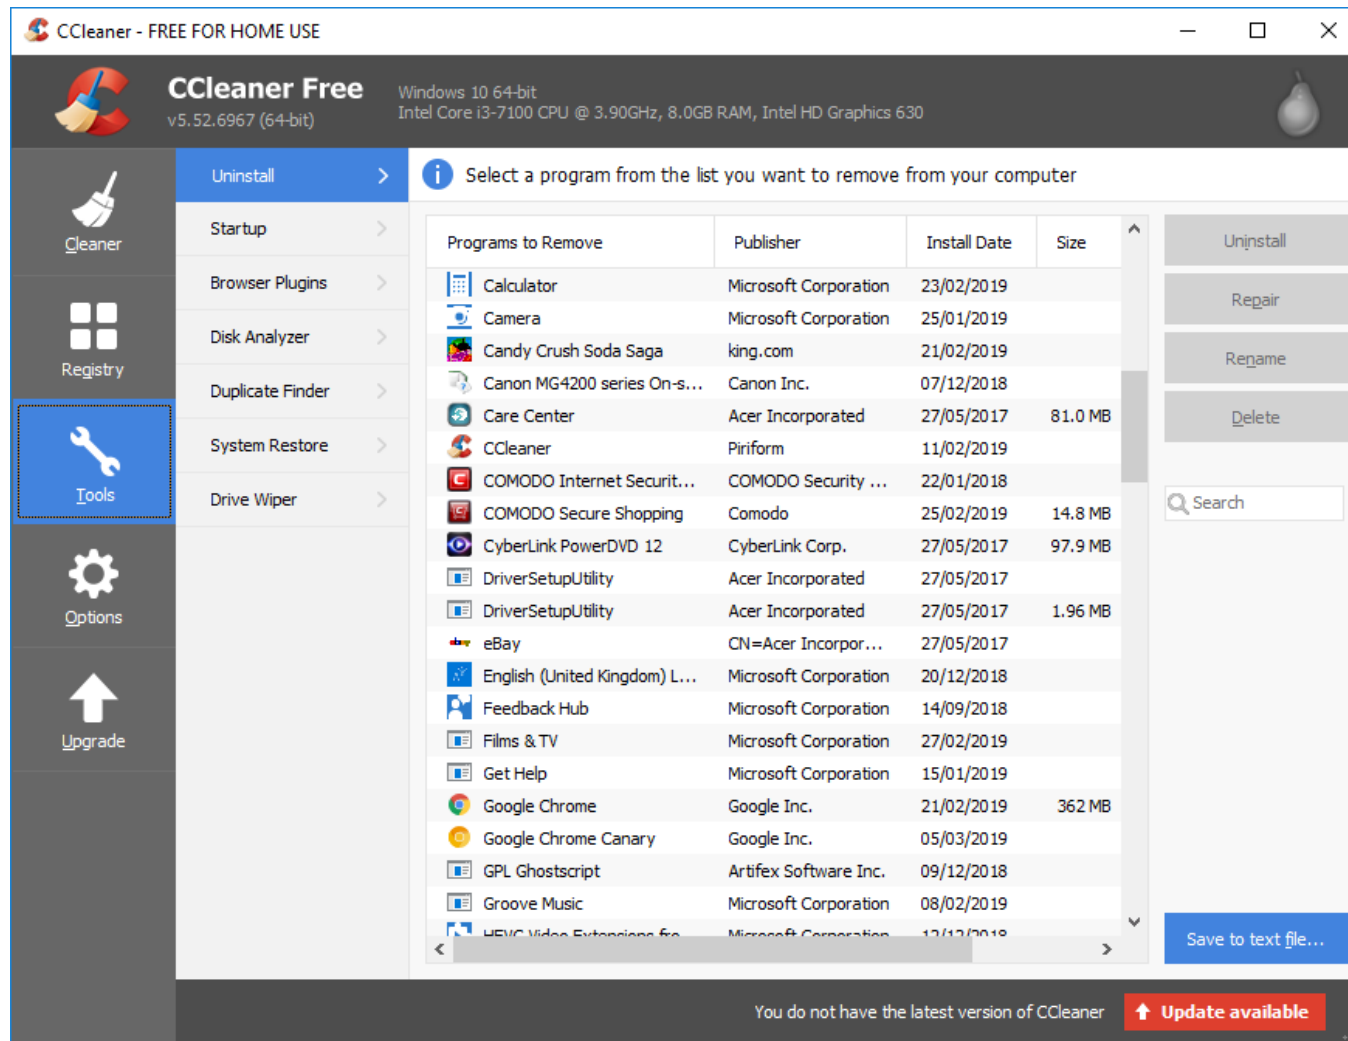 CCleaner - FREE FOR HOME USE
CCleaner Free
v5.52.6967 (64-bit)
Windows 10 64-bit
Intel Core i3-7100 CPU @ 3.90GHz, 8.0GB RAM, Intel HD Graphics 630
Cleaner
Registry
Tools
Options
Upgrade
Uninstall
Startup
Browser Plugins
Disk Analyzer
Duplicate Finder
System Restore
Drive Wiper
Select a program from the list you want to remove from your computer
Programs to Remove Publisher Install Date Size
Calculator Microsoft Corporation 23/02/2019
Camera Microsoft Corporation 25/01/2019
Candy Crush Soda Saga king.com 21/02/2019
Canon MG4200 series On-s... Canon Inc. 07/12/2018
Care Center Acer Incorporated 27/05/2017 81.0 MB
CCleaner Piriform 11/02/2019
COMODO Internet Securit... COMODO Security ... 22/01/2018
COMODO Secure Shopping Comodo 25/02/2019 14.8 MB
CyberLink PowerDVD 12 CyberLink Corp. 27/05/2017 97.9 MB
DriverSetupUtility Acer Incorporated 27/05/2017
DriverSetupUtility Acer Incorporated 27/05/2017 1.96 MB
eBay CN=Acer Incorpor... 27/05/2017
English (United Kingdom) L... Microsoft Corporation 20/12/2018
Feedback Hub Microsoft Corporation 14/09/2018
Films & TV Microsoft Corporation 27/02/2019
Get Help Microsoft Corporation 15/01/2019
Google Chrome Google Inc. 21/02/2019 362 MB
Google Chrome Canary Google Inc. 05/03/2019
GPL Ghostscript Artifex Software Inc. 09/12/2018
Groove Music Microsoft Corporation 08/02/2019
HEVC Video Extensions fro Microsoft Corporation 12/12/2018
Uninstall
Repair
Rename
Delete
Search
Save to text file...
You do not have the latest version of CCleaner
Update available